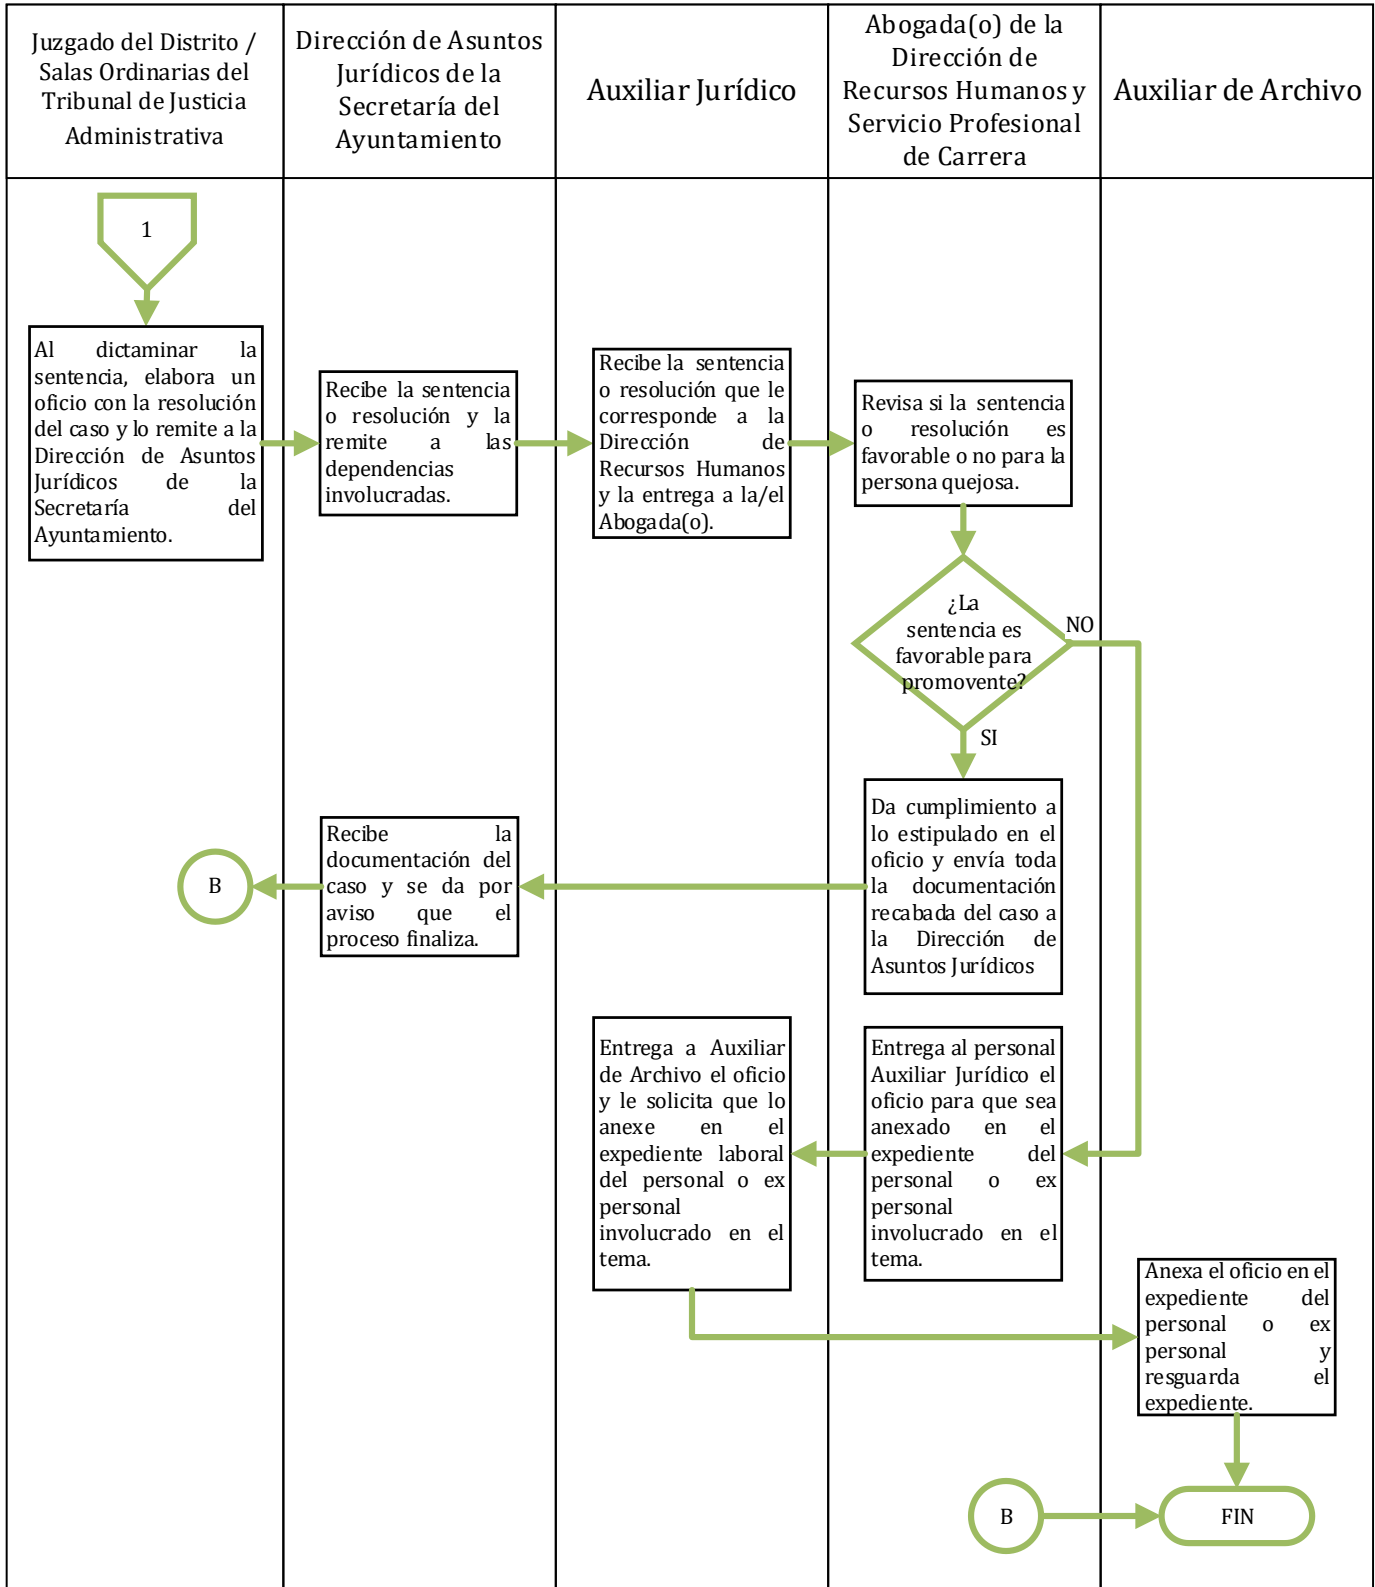 Juzgado del Distrito /
Salas Ordinarias del
Tribunal de Justicia
Administrativa
Dirección de Asuntos
Jurídicos de la
Secretaría del
Ayuntamiento
Auxiliar Jurídico
Abogada(o) de la
Dirección de
Recursos Humanos y
Servicio Profesional
de Carrera
Auxiliar de Archivo
1
Al dictaminar la
sentencia, elabora un
oficio con la resolución
del caso y lo remite a la
Dirección de Asuntos
Jurídicos de la
Secretaría del
Ayuntamiento.
Recibe la sentencia
o resolución y la
remite a las
dependencias
involucradas.
Recibe la sentencia
o resolución que le
corresponde a la
Dirección de
Recursos Humanos
y la entrega a la/el
Abogada(o).
Revisa si la sentencia
o resolución es
favorable o no para la
persona quejosa.
¿La
sentencia es
favorable para
promovente?
NO
SI
Da cumplimiento a
lo estipulado en el
oficio y envía toda
la documentación
recabada del caso a
la Dirección de
Asuntos Jurídicos
Recibe la
documentación del
caso y se da por
aviso que el
proceso finaliza.
B
Entrega al personal
Auxiliar Jurídico el
oficio para que sea
anexado en el
expediente del
personal o ex
personal
involucrado en el
tema.
Entrega a Auxiliar
de Archivo el oficio
y le solicita que lo
anexe en el
expediente laboral
del personal o ex
personal
involucrado en el
tema.
Anexa el oficio en el
expediente del
personal o ex
personal y
resguarda el
expediente.
B
FIN